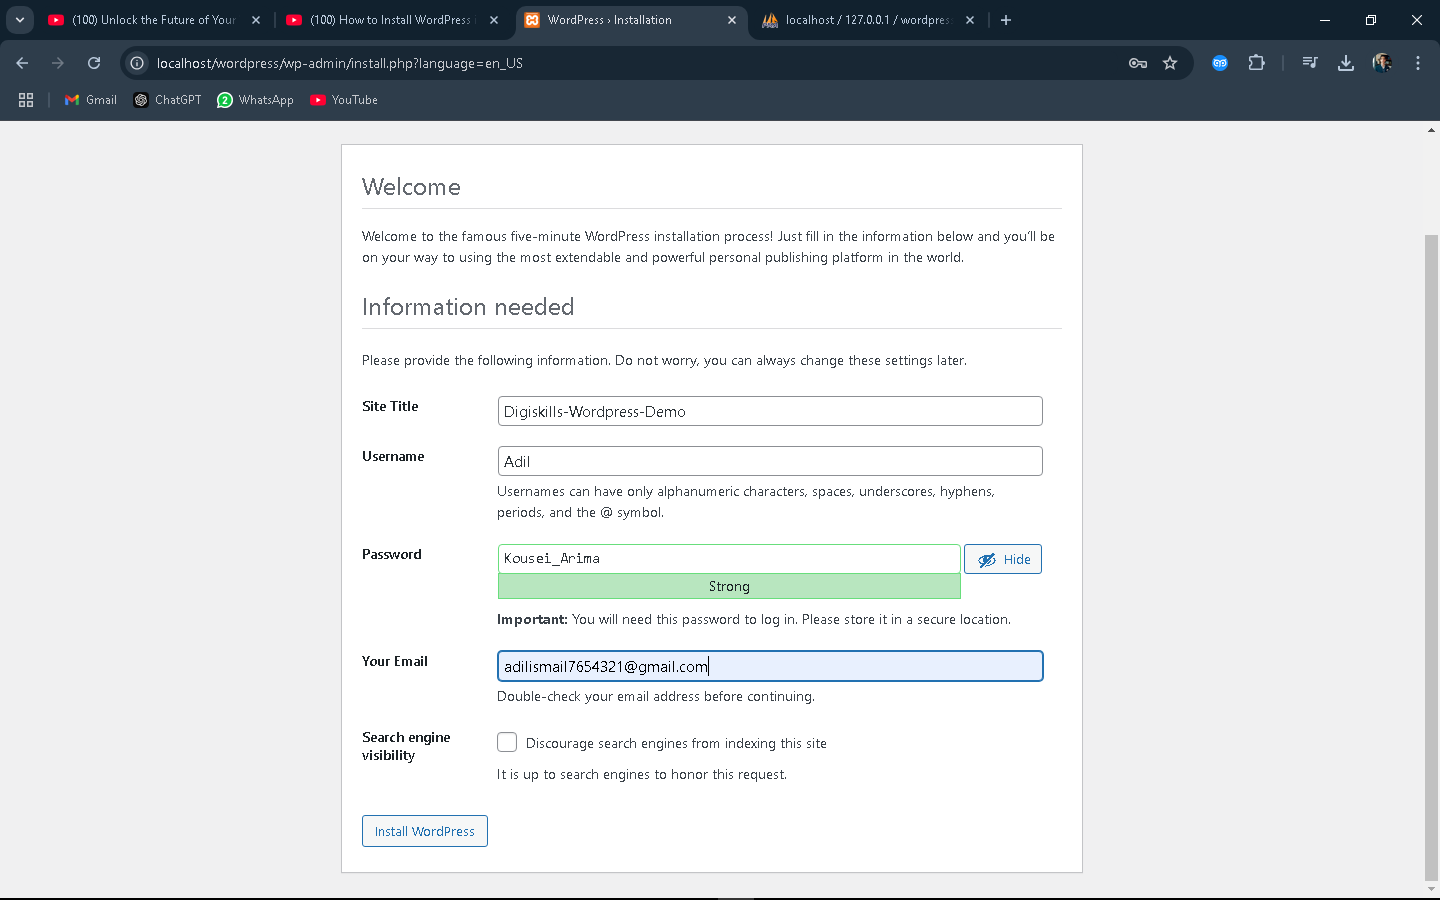 (100) Unlock the Future of Your
(100) How to Install WordPress
WordPress › Installation
localhost / 127.0.0.1 / wordpres
localhost/wordpress/wp-admin/install.php?language=en_US
Gmail
ChatGPT
2
WhatsApp
YouTube
Welcome
Welcome to the famous five-minute WordPress installation process! Just fill in the information below and you'll be
on your way to using the most extendable and powerful personal publishing platform in the world.
Information needed
Please provide the following information. Do not worry, you can always change these settings later.
Site Title
Digiskills-Wordpress-Demo
Username
Adil
Usernames can have only alphanumeric characters, spaces, underscores, hyphens,
periods, and the @ symbol.
Password
Kousei_Arima
Hide
Strong
Important: You will need this password to log in. Please store it in a secure location.
Your Email
adilismail7654321@gmail.com
Double-check your email address before continuing.
Search engine
visibility
Discourage search engines from indexing this site
It is up to search engines to honor this request.
Install WordPress